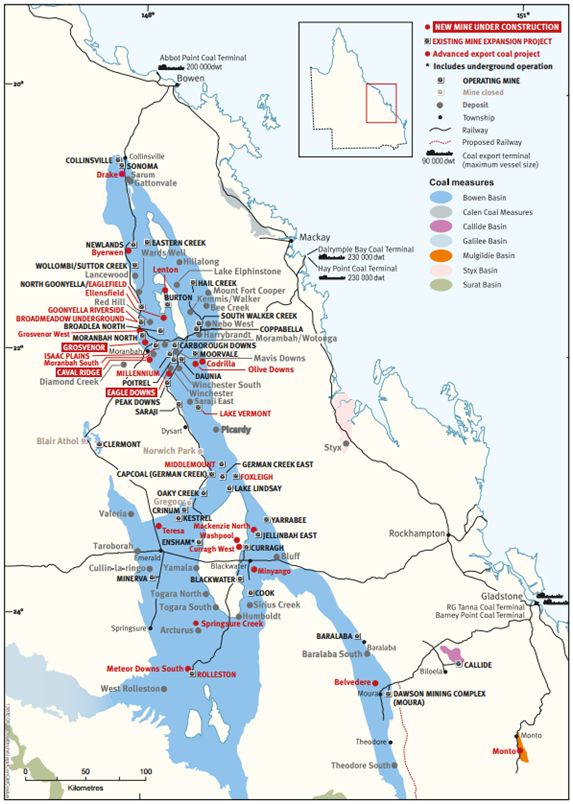 148°
151°
20°
22°
24°
NEW MINE UNDER CONSTRUCTION
EXISTING MINE EXPANSION PROJECT
Advanced export coal project
* Includes underground operation
OPERATING MINE
Mine closed
Deposit
Township
Railway
Proposed Railway
Coal export terminal
90 000dwt (maximum vessel size)
Coal measures
Bowen Basin
Calen Coal Measures
Callide Basin
Galilee Basin
Mulgildie Basin
Styx Basin
Surat Basin
Abbot Point Coal Terminal
200 000dwt
Bowen
COLLINSVILLE
Collinsville
SONOMA
Drake
Sarum
Gattonvale
Mackay
Dalrymple Bay Coal Terminal
230 000dwt
Hay Point Coal Terminal
230 000dwt
NEWLANDS
EASTERN CREEK
Byerwen
Wards Well
WOLLOMBI/SUTTOR CREEK
Hillalong
Lancewood
Lenton
Lake Elphinstone
NORTH GOONYELLA/EAGLEFIELD
HAIL CREEK
Ellensfield
Mount Fort Cooper
Red Hill
BURTON
Kemmis/Walker
GOONYELLA RIVERSIDE
Bee Creek
BROADMEADOW UNDERGROUND
SOUTH WALKER CREEK
BROADLEA NORTH
Nebo West
COPPABELLA
Grosvenor West
Harrybrandt
MORANBAH NORTH
Moranbah/Wotonga
GROSVENOR
CARBOROUGH DOWNS
Moranbah
MOORVALE
ISAAC PLAINS
Mavis Downs
Moranbah South
Codrilla
CAVAL RIDGE
MILLENNIUM
Olive Downs
Diamond Creek
DAUNIA
POITREL
Winchester South
EAGLE DOWNS
Winchester
PEAK DOWNS
Saraji East
SARAJI
LAKE VERMONT
Dysart
Picardy
Blair Athol
CLERMONT
Norwich Park
Styx
MIDDLEMOUNT
GERMAN CREEK EAST
CAPCOAL (GERMAN CREEK)
FOXLEIGH
OAKY CREEK
LAKE LINDSAY
Gregory
CRINUM
Valeria
KESTREL
YARRABEE
Teresa
Mackenzie North
JELLINBAH EAST
Washpool
Rockhampton
ENSHAM*
Curragh West
CURRAGH
Taroborah
Emerald
Bluff
Cullin-la-ringo
Yamala
Blackwater
Minyango
MINERVA
BLACKWATER
Gladstone
Togara North
COOK
RG Tanna Coal Terminal
Togara South
Sirius Creek
Barney Point Coal Terminal
Humboldt
Springsure
Springsure Creek
Arcturus
BARALABA
Baralaba
Baralaba South
CALLIDE
Biloela
Meteor Downs South
ROLLESTON
Belvedere
West Rolleston
Moura
DAWSON MINING COMPLEX
(MOURA)
Theodore
Monto
Monto
Theodore South
0 50 100
Kilometres